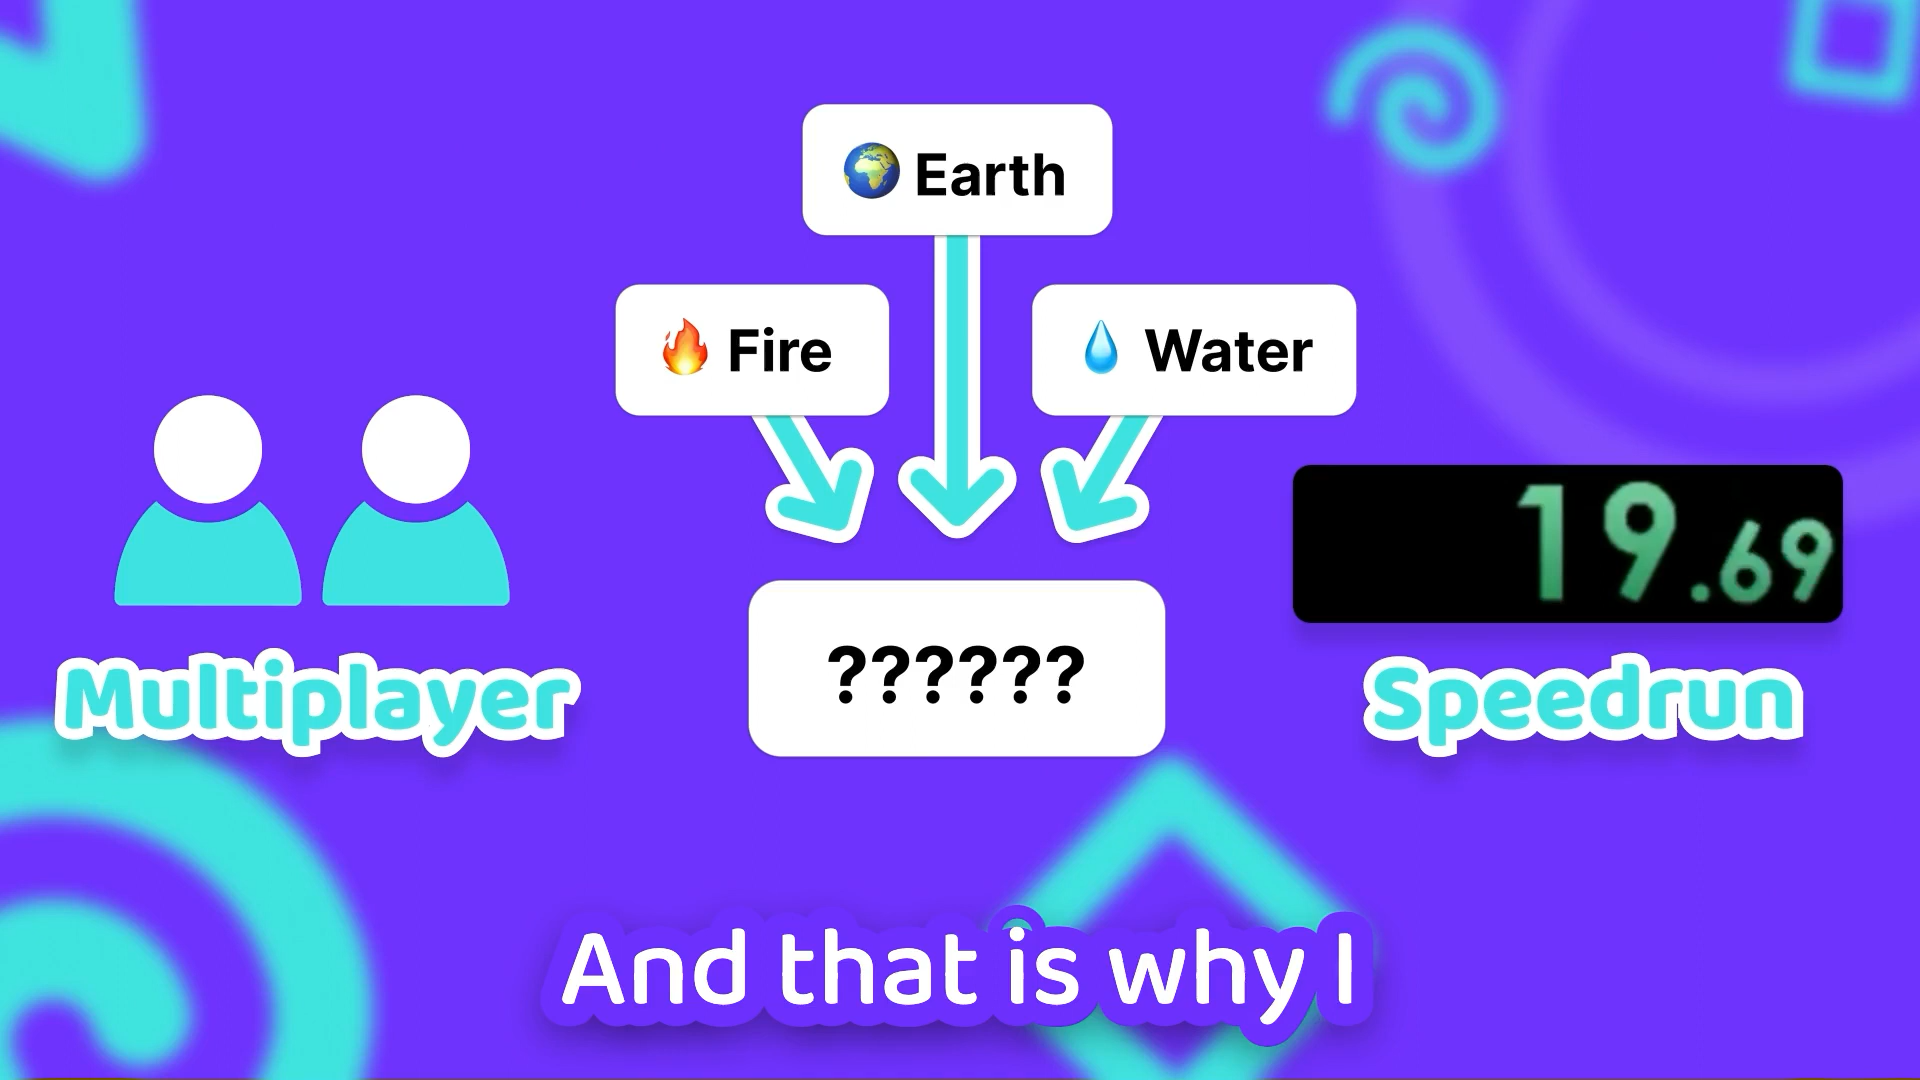 Earth
Fire
Water
19.69
??????
Multiplayer
Speedrun
And that is why I